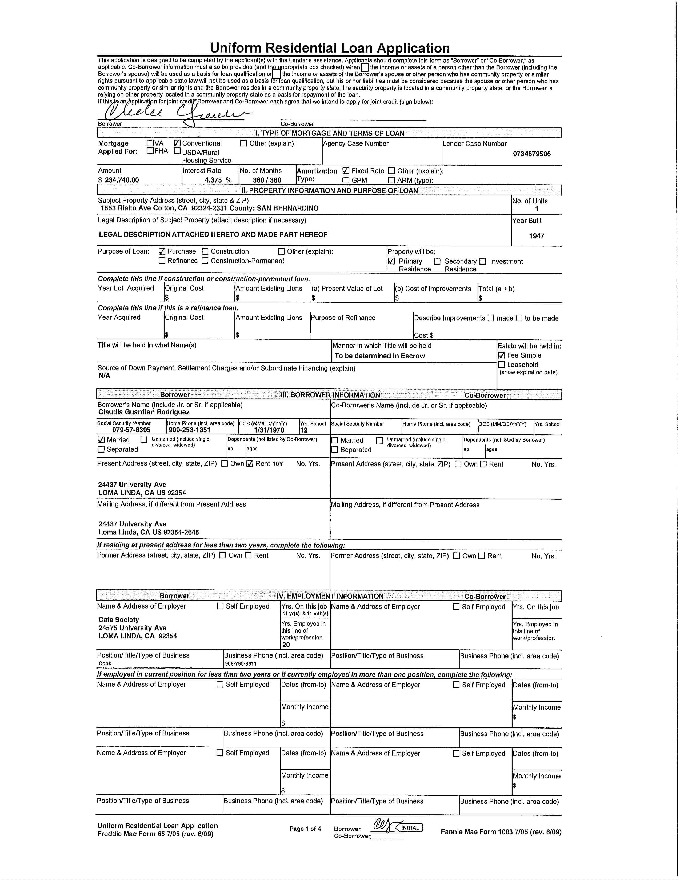 Uniform Residential Loan Application
This application is designed to be completed by the applicant(s) with the Lender's assistance. Applicants should complete this form as "Borrower" or "Co-Borrower," as
applicable. Co-Borrower information must also be provided (and the appropriate box checked) when the income or assets of a person other than the Borrower (including the
Borrower's spouse) will be used as a basis for loan qualification or the income or assets of the Borrower's spouse or other person who has community property or similar
rights pursuant to applicable state law will not be used as a basis for loan qualification, but his or her liabilities must be considered because the spouse or other person who has
community property or similar rights and the Borrower resides in a community property state, the security property is located in a community property state, or the Borrower is
relying on other property located in a community property state as a basis for repayment of the loan.
If this is an application for joint credit, Borrower and Co-Borrower each agree that we intend to apply for joint credit (sign below):
Borrower Co-Borrower
I. TYPE OF MORTGAGE AND TERMS OF LOAN
Mortgage VA Conventional Other (explain) Agency Case Number Lender Case Number
Applied For: FHA USDA/Rural
Housing Service
9734679506
Amount Interest Rate No. of Months Amortization Fixed Rate Other (explain):
$ 234,740.00 4.375 % 360 / 360 Type: GPM ARM (type):
II. PROPERTY INFORMATION AND PURPOSE OF LOAN
Subject Property Address (street, city, state & ZIP) No. of Units
Rialto Ave Colton, CA 92324-2331 County: SAN BERNARDINO 1
Legal Description of Subject Property (attach description if necessary) Year Built
LEGAL DESCRIPTION ATTACHED HERETO AND MADE PART HEREOF 1947
Purpose of Loan: Purchase Construction Other (explain): Property will be:
Refinance Construction-Permanent Primary Residence Secondary Residence Investment
Complete this line if construction or construction-permanent loan.
Year Lot Acquired Original Cost Amount Existing Liens (a) Present Value of Lot (b) Cost of Improvements Total (a + b)
$ $ $ $ $
Complete this line if this is a refinance loan.
Year Acquired Original Cost Amount Existing Liens Purpose of Refinance Describe Improvements made to be made
$ $ Cost $
Title will be held in what Name(s) Manner in which Title will be held Estate will be held in:
To be determined in Escrow Fee Simple
Leasehold
(show expiration date)
Source of Down Payment, Settlement Charges and/or Subordinate Financing (explain)
N/A
Borrower III. BORROWER INFORMATION Co-Borrower
Borrower's Name (include Jr. or Sr. if applicable) Co-Borrower's Name (include Jr. or Sr. if applicable)
Rodriguez
Social Security Number Home Phone (incl. area code) DOB (MM/DD/YYYY) Yrs. School Social Security Number Home Phone (incl. area code) DOB (MM/DD/YYYY) Yrs. School
1/31/1970 12
Married Unmarried (include single, divorced, widowed) Dependents (not listed by Co-Borrower) Married Unmarried (include single, divorced, widowed) Dependents (not listed by Borrower)
Separated no. ages Separated no. ages
Present Address (street, city, state, ZIP) Own Rent No. Yrs. Present Address (street, city, state, ZIP) Own Rent No. Yrs.
24437 University Ave
LOMA LINDA, CA US 92354
Mailing Address, if different from Present Address Mailing Address, if different from Present Address
24437 University Ave
Loma Linda, CA US 92354-2646
If residing at present address for less than two years, complete the following:
Former Address (street, city, state, ZIP) Own Rent No. Yrs. Former Address (street, city, state, ZIP) Own Rent No. Yrs.
Borrower IV. EMPLOYMENT INFORMATION Co-Borrower
Name & Address of Employer Self Employed Yrs. On this job Name & Address of Employer Self Employed Yrs. On this job
Society
24575 University Ave
LOMA LINDA, CA 92354
Yrs. Employed in this line of work/profession Yrs. Employed in this line of work/profession
20
Position/Title/Type of Business Business Phone (incl. area code) Position/Title/Type of Business Business Phone (incl. area code)
Cook
If employed in current position for less than two years or if currently employed in more than one position, complete the following:
Name & Address of Employer Self Employed Dates (from-to) Name & Address of Employer Self Employed Dates (from-to)
Monthly Income Monthly Income
$ $
Position/Title/Type of Business Business Phone (incl. area code) Position/Title/Type of Business Business Phone (incl. area code)
Name & Address of Employer Self Employed Dates (from-to) Name & Address of Employer Self Employed Dates (from-to)
Monthly Income Monthly Income
$ $
Position/Title/Type of Business Business Phone (incl. area code) Position/Title/Type of Business Business Phone (incl. area code)
Uniform Residential Loan Application
Freddie Mac Form 65 7/05 (rev. 6/09) Page 1 of 4 Borrower INITIAL Fannie Mae Form 1003 7/05 (rev. 6/09)
Co-Borrower